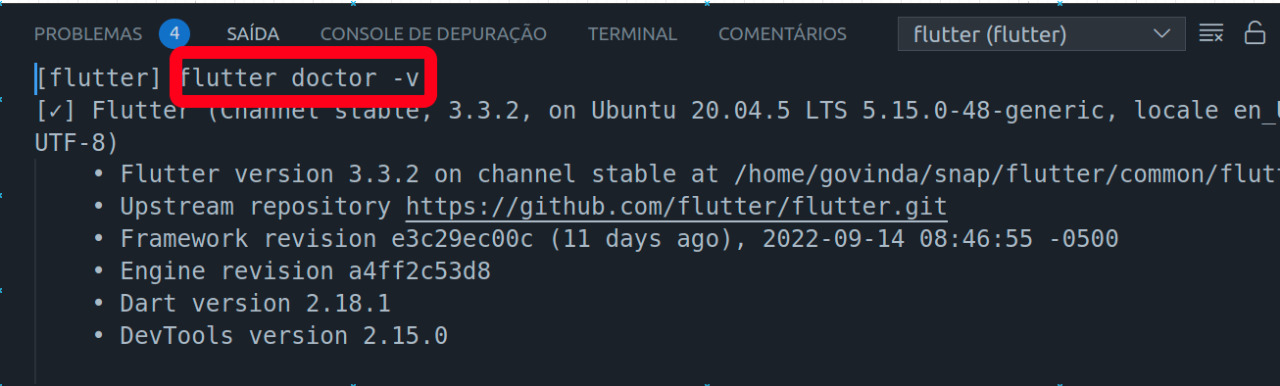 PROBLEMAS 4 SAÍDA CONSOLE DE DEPURAÇÃO TERMINAL COMENTÁRIOS flutter (flutter)
[flutter] flutter doctor -v
[✓] Flutter (Channel stable, 3.3.2, on Ubuntu 20.04.5 LTS 5.15.0-48-generic, locale en_
UTF-8)
• Flutter version 3.3.2 on channel stable at /home/govinda/snap/flutter/common/flut
• Upstream repository https://github.com/flutter/flutter.git
• Framework revision e3c29ec00c (11 days ago), 2022-09-14 08:46:55 -0500
• Engine revision a4ff2c53d8
• Dart version 2.18.1
• DevTools version 2.15.0